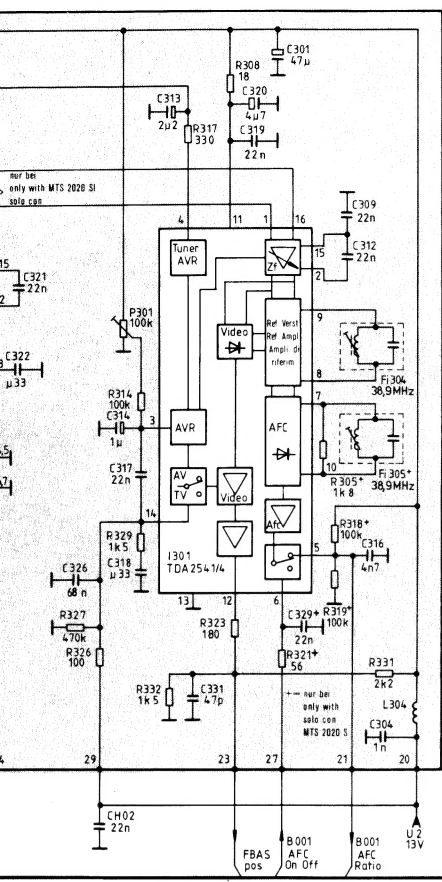 C301
47µ
R308
18
C313
2µ2
C320
4µ7
R317
330
C319
22n
nur bei
only with MTS 2020 SI
solo con
4
11
1
16
C309
22n
15
Tuner
AVR
Zf
C312
22n
2
15
C321
22n
2
P301
100k
Video
Ref Verst
Ref Ampl
Ampli di
riferim
9
8
Fi304
38,9MHz
C322
µ33
R314
100k
C314
1µ
3
AVR
AFC
7
10
R305+
1k8
Fi305+
38,9MHz
C317
22n
AV
TV
Video
14
R329
1k5
C318
µ33
I301
TDA2541/4
Aft
5
R318+
100k
C316
4n7
C326
68n
R319+
100k
13
12
6
R327
470k
R323
180
C329+
22n
R326
100
R321+
56
R331
2k2
R332
1k5
C331
47p
+ — nur bei
only with
solo con
MTS 2020 S
L304
C304
1n
4
29
23
27
21
20
CH02
22n
FBAS
pos
B001
AFC
On Off
B001
AFC
Ratio
U2
13V